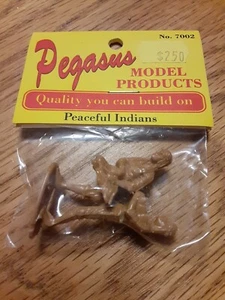 No. 7002
$2.50
Pegasus
MODEL
PRODUCTS
Quality you can build on
Peaceful Indians